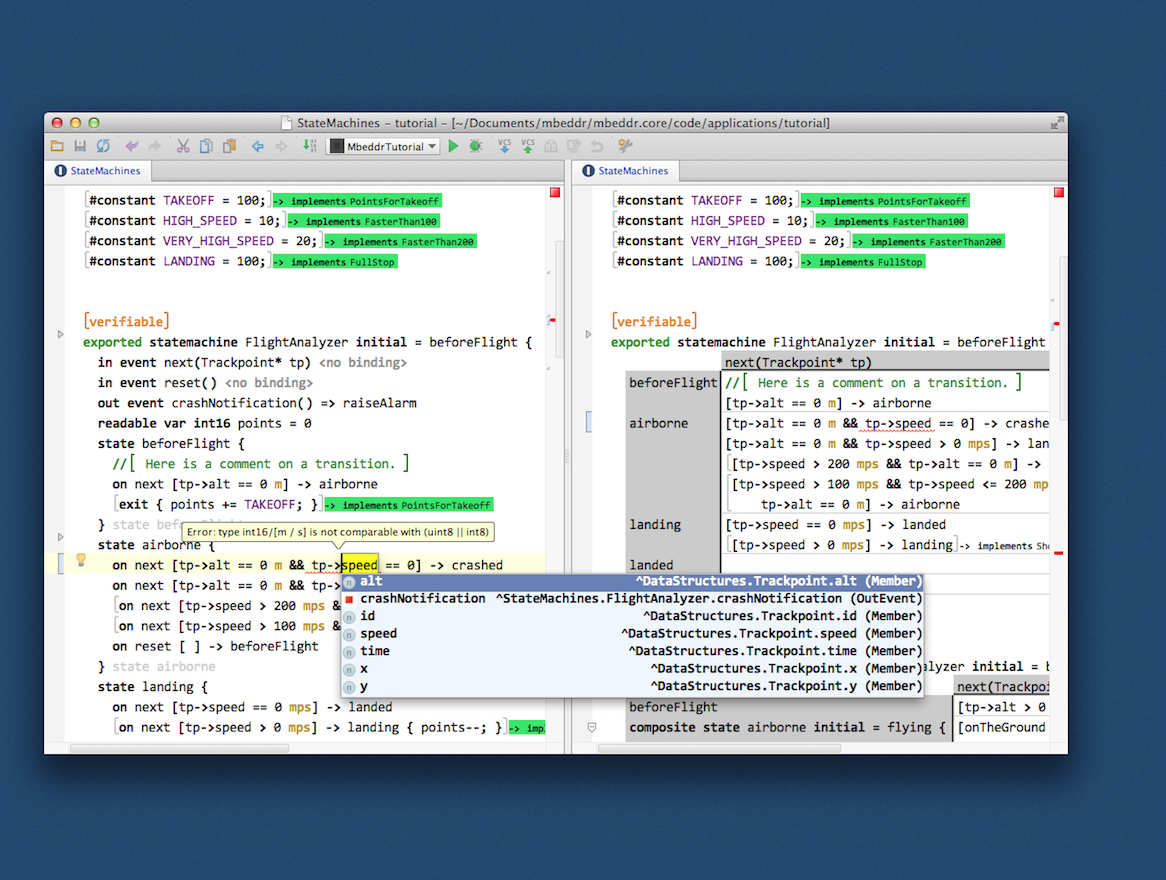 StateMachines – tutorial – [~/Documents/mbeddr/mbeddr.core/code/applications/tutorial]
MbeddrTutorial
VCS VCS
StateMachines
#constant TAKEOFF = 100; -> implements PointsForTakeoff
#constant HIGH_SPEED = 10; -> implements FasterThan100
#constant VERY_HIGH_SPEED = 20; -> implements FasterThan200
#constant LANDING = 100; -> implements FullStop
[verifiable]
exported statemachine FlightAnalyzer initial = beforeFlight {
in event next(Trackpoint* tp) <no binding>
in event reset() <no binding>
out event crashNotification() => raiseAlarm
readable var int16 points = 0
state beforeFlight {
//[ Here is a comment on a transition. ]
on next [tp->alt == 0 m] -> airborne
[exit { points += TAKEOFF; }] -> implements PointsForTakeoff
} state beforeFlight
Error: type int16/[m / s] is not comparable with (uint8 || int8)
state airborne {
on next [tp->alt == 0 m && tp->speed == 0] -> crashed
on next [tp->alt == 0 m && tp->
[on next [tp->speed > 200 mps &
[on next [tp->speed > 100 mps &
on reset [ ] -> beforeFlight
} state airborne
state landing {
on next [tp->speed == 0 mps] -> landed
[on next [tp->speed > 0 mps] -> landing { points--; }] -> imp
alt ^DataStructures.Trackpoint.alt (Member)
crashNotification ^StateMachines.FlightAnalyzer.crashNotification (OutEvent)
id ^DataStructures.Trackpoint.id (Member)
speed ^DataStructures.Trackpoint.speed (Member)
time ^DataStructures.Trackpoint.time (Member)
x ^DataStructures.Trackpoint.x (Member)
y ^DataStructures.Trackpoint.y (Member)
StateMachines
#constant TAKEOFF = 100; -> implements PointsForTakeoff
#constant HIGH_SPEED = 10; -> implements FasterThan100
#constant VERY_HIGH_SPEED = 20; -> implements FasterThan200
#constant LANDING = 100; -> implements FullStop
[verifiable]
exported statemachine FlightAnalyzer initial = beforeFlight
next(Trackpoint* tp)
beforeFlight //[ Here is a comment on a transition. ]
[tp->alt == 0 m] -> airborne
airborne [tp->alt == 0 m && tp->speed == 0] -> crashe
[tp->alt == 0 m && tp->speed > 0 mps] -> lan
[[tp->speed > 200 mps && tp->alt == 0 m] ->
[[tp->speed > 100 mps && tp->speed <= 200 mp
tp->alt == 0 m] -> airborne
landing [tp->speed == 0 mps] -> landed
[[tp->speed > 0 mps] -> landing] -> implements Sho
landed
alyzer initial = b
next(Trackpoi
beforeFlight [tp->alt > 0
composite state airborne initial = flying { [onTheGround